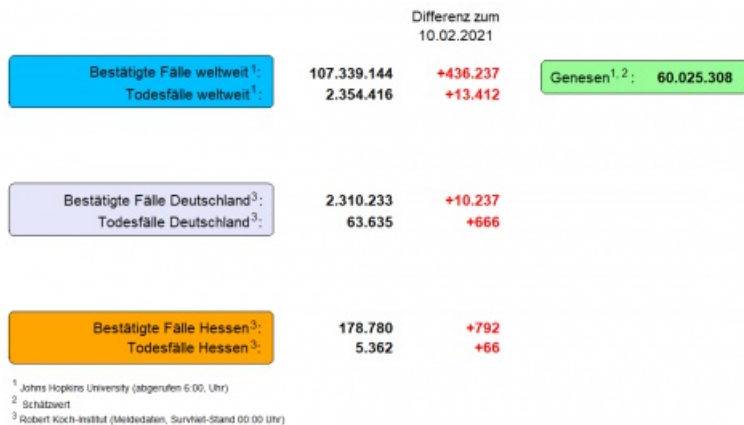 Differenz zum
10.02.2021
Bestätigte Fälle weltweit1: 107.339.144 +436.237 Genesen1, 2: 60.025.308
Todesfälle weltweit1: 2.354.416 +13.412
Bestätigte Fälle Deutschland3: 2.310.233 +10.237
Todesfälle Deutschland3: 63.635 +666
Bestätigte Fälle Hessen3: 178.780 +792
Todesfälle Hessen3: 5.362 +66
1 Johns Hopkins University (abgerufen 6:00, Uhr)
2 Schätzwert
3 Robert Koch-Institut (Meldedaten, SurvNet-Stand 00:00 Uhr)